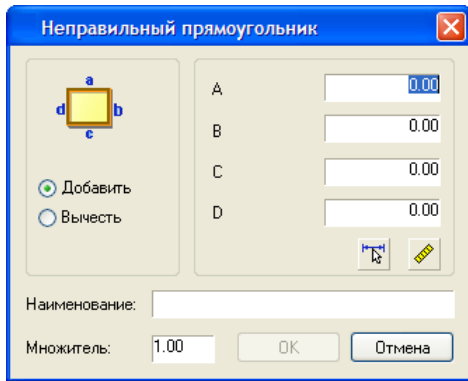 Неправильный прямоугольник
a
d b
c
Добавить
Вычесть
A 0.00
B 0.00
C 0.00
D 0.00
Наименование:
Множитель: 1.00 OK Отмена